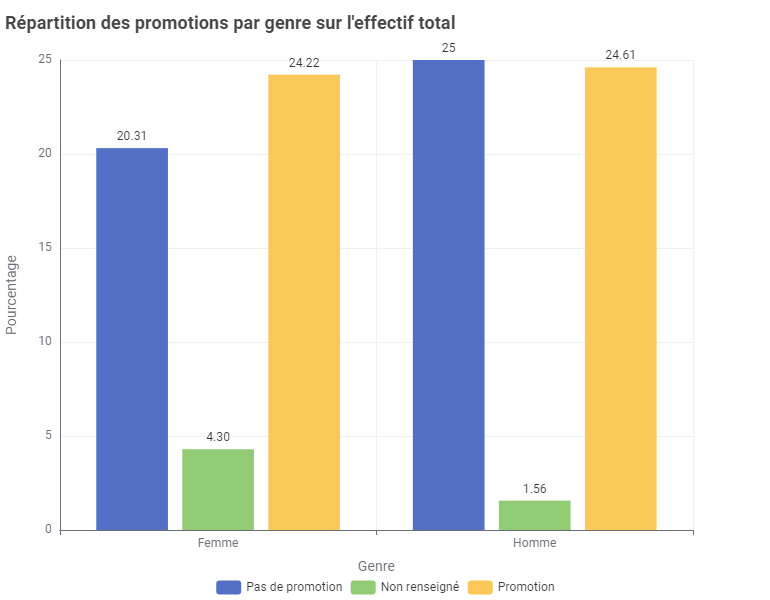 Répartition des promotions par genre sur l'effectif total
25
20
15
10
5
0
Pourcentage
20.31
4.30
24.22
25
1.56
24.61
Femme
Homme
Genre
Pas de promotion
Non renseigné
Promotion